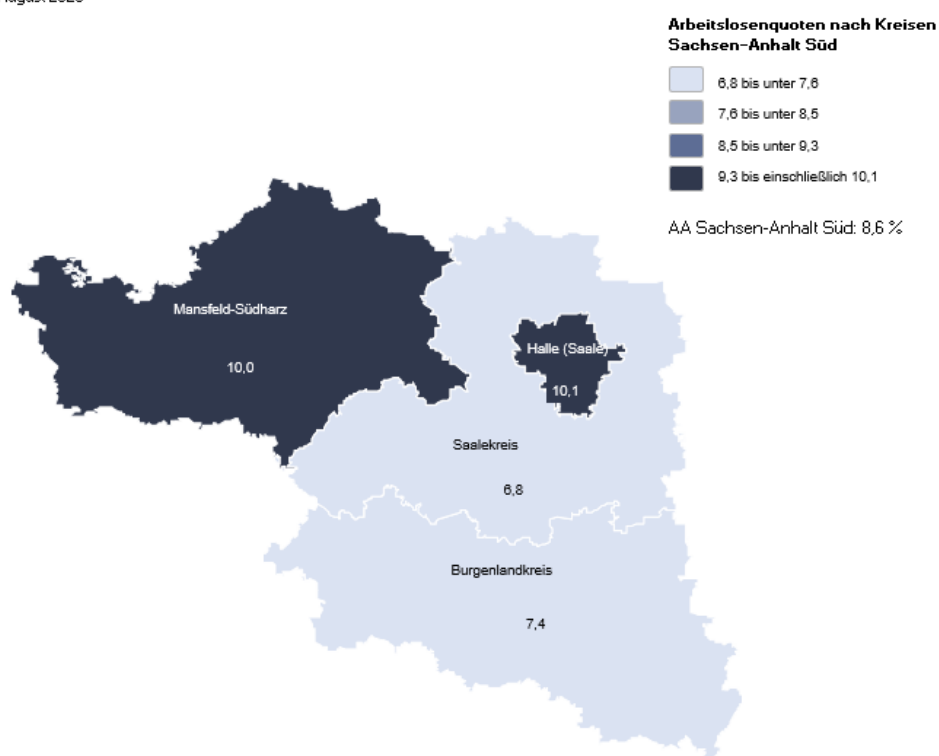 Arbeitslosenquoten nach Kreisen
Sachsen-Anhalt Süd
6,8 bis unter 7,6
7,6 bis unter 8,5
8,5 bis unter 9,3
9,3 bis einschließlich 10,1
AA Sachsen-Anhalt Süd: 8,6 %
Mansfeld-Südharz
10,0
Halle (Saale)
10,1
Saalekreis
6,8
Burgenlandkreis
7,4